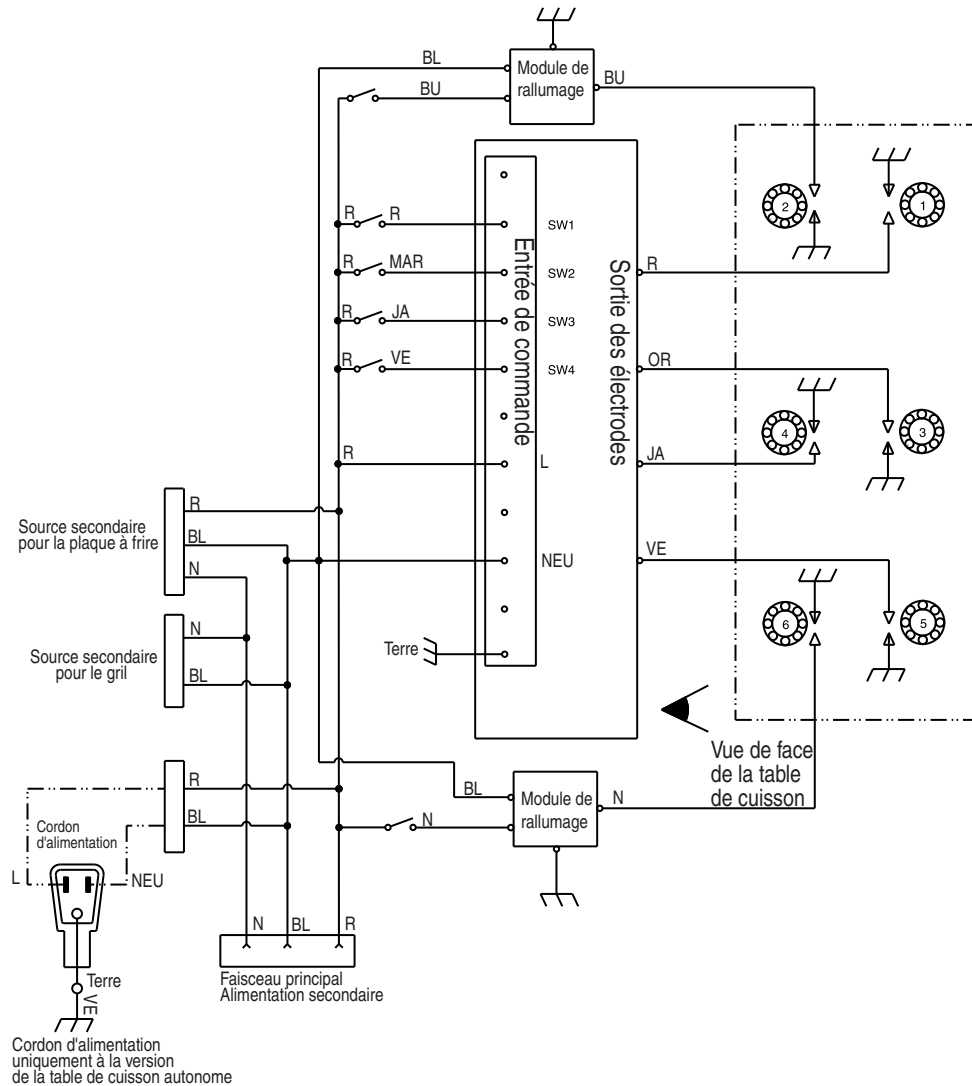 BL
Module de
rallumage
BU
BU
2
1
R
R
SW1
R
MAR
SW2
R
R
JA
SW3
R
VE
SW4
OR
Entrée de commande
Sortie des électrodes
4
3
R
L
JA
R
Source secondaire
pour la plaque à frire
BL
N
NEU
VE
N
Source secondaire
pour le gril
BL
6
5
Terre
Vue de face
de la table
de cuisson
R
BL
Module de
rallumage
N
BL
N
Cordon
d'alimentation
L
NEU
N
BL
R
Faisceau principal
Alimentation secondaire
Terre
VE
Cordon d'alimentation
uniquement à la version
de la table de cuisson autonome